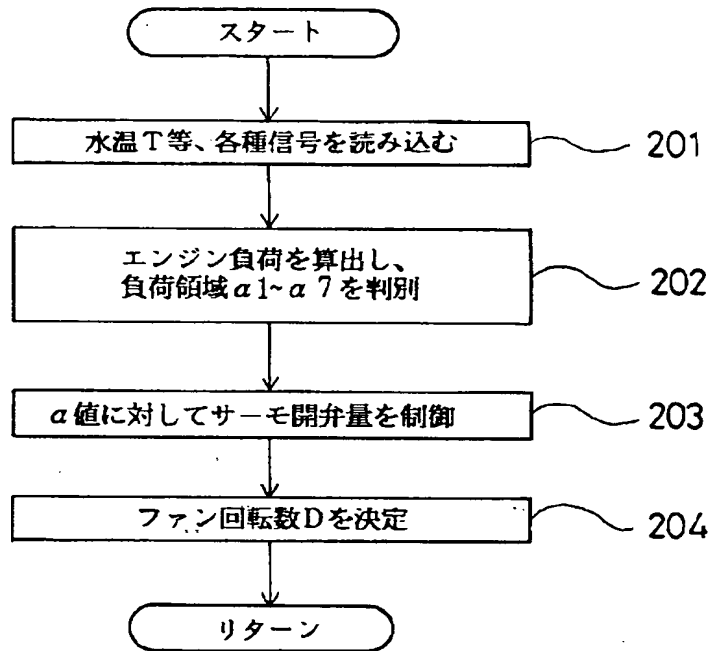 スタート
水温T等、各種信号を読み込む
201
エンジン負荷を算出し、
負荷領域α1~α7を判別
202
α値に対してサーモ開弁量を制御
203
ファン回転数Dを決定
204
リターン